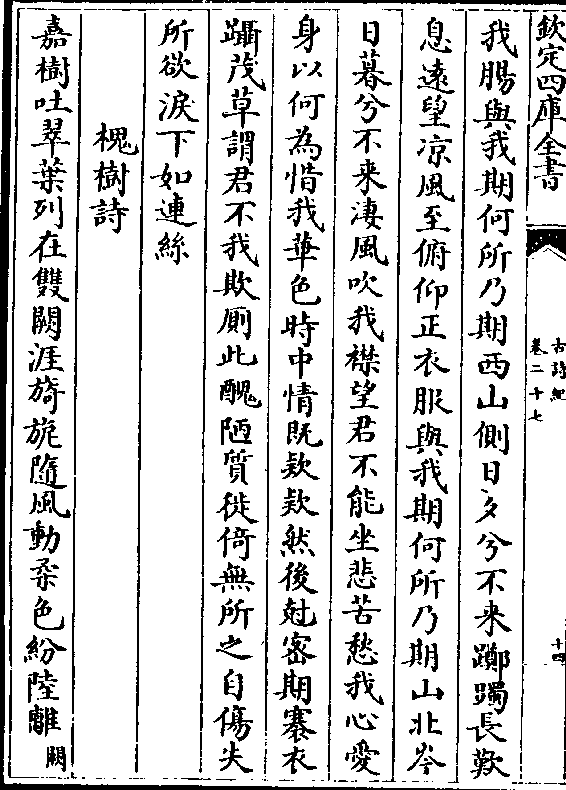 欽定四庫全書
古詩紀
卷二十七
十四
我腸與我期何所乃期西山側日夕兮不来躑躅長歎
息遠望凉風至俯仰正衣服與我期何所乃期山北岑
日暮兮不来淒風吹我襟望君不能坐悲苦愁我心愛
身以何為惜我華色時中情既欵欵然後尅密期褰衣
躡茂草謂君不我欺厠此醜陋質徙倚無所之自傷失
所欲淚下如連絲
槐樹詩
嘉樹吐翠葉列在雙闕涯旖旎隨風動柔色紛陸離闕